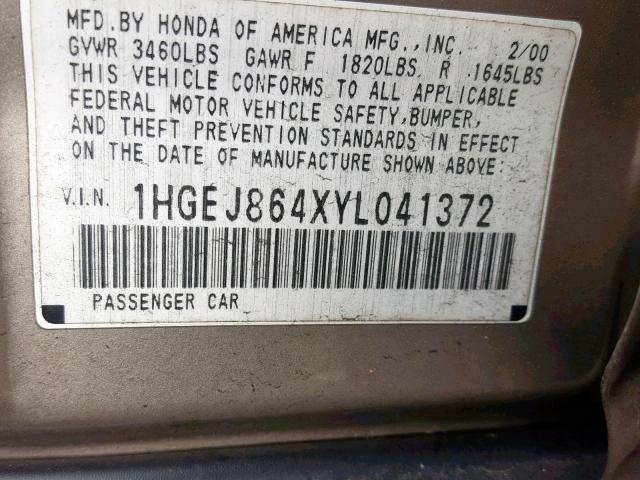 MFD.BY HONDA OF AMERICA MFG.,INC. 2/00
GVWR 3460LBS GAWR F 1820LBS R 1645LBS
THIS VEHICLE CONFORMS TO ALL APPLICABLE
FEDERAL MOTOR VEHICLE SAFETY,BUMPER,
AND THEFT PREVENTION STANDARDS IN EFFECT
ON THE DATE OF MANUFACTURE SHOWN ABOVE:
V.I.N. 1HGEJ864XYL041372
PASSENGER CAR